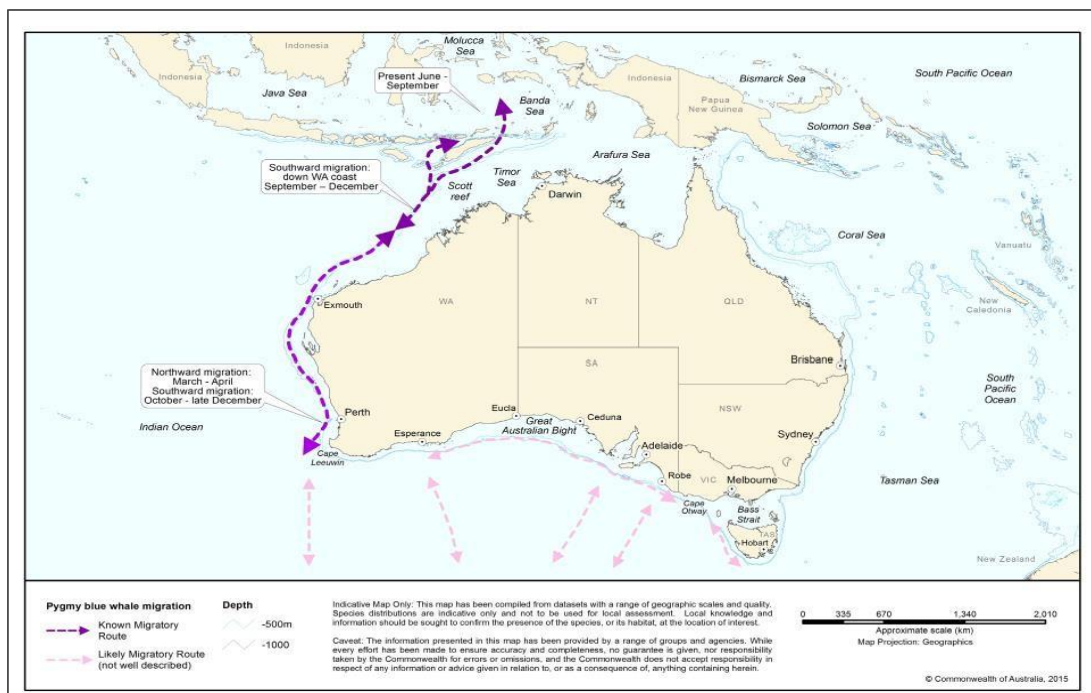 Molucca
Sea
Indonesia
Indonesia
Present June -
September
Indonesia
Bismarck Sea
South Pacific Ocean
Java Sea
Banda
Sea
Papua
New Guinea
Solomon Sea
Southward migration:
down WA coast
September – December
Arafura Sea
Timor
Sea
Scott
reef
Darwin
Coral Sea
Vanuatu
Exmouth
WA
NT
QLD
New
Caledonia
Brisbane
SA
Northward migration:
March - April
Southward migration:
October - late December
South
Pacific
Ocean
Perth
Eucla
Ceduna
NSW
Indian Ocean
Great
Australian Bight
Esperance
Sydney
Adelaide
Cape
Leeuwin
Robe
VIC
Melbourne
Tasman Sea
Cape
Otway
Bass
Strait
TAS
Hobart
New Zealand
Pygmy blue whale migration
Known Migratory
Route
Likely Migratory Route
(not well described)
Depth
-500m
-1000
Indicative Map Only: This map has been compiled from datasets with a range of geographic scales and quality.
Species distributions are indicative only and not to be used for local assessment. Local knowledge and
information should be sought to confirm the presence of the species, or its habitat, at the location of interest.
Caveat: The information presented in this map has been provided by a range of groups and agencies. While
every effort has been made to ensure accuracy and completeness, no guarantee is given, nor responsibility
taken by the Commonwealth for errors or omissions, and the Commonwealth does not accept responsibility in
respect of any information or advice given in relation to, or as a consequence of, anything containing herein.
0 335 670 1,340 2,010
Approximate scale (km)
Map Projection: Geographics
© Commonwealth of Australia, 2015